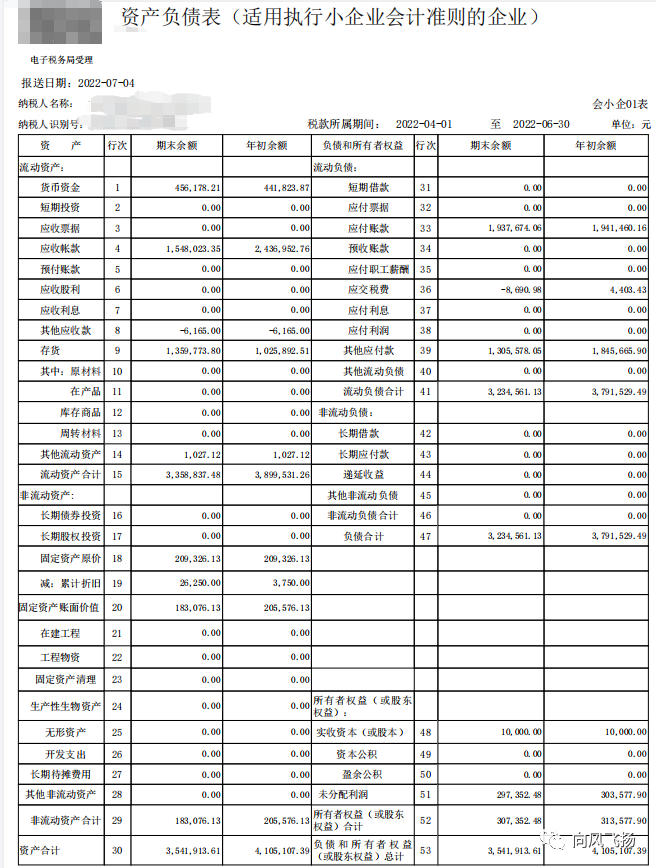 资产负债表（适用执行小企业会计准则的企业）
电子税务局受理
报送日期：2022-07-04
纳税人名称： 会小企01表
纳税人识别号： 税款所属期间： 2022-04-01 至 2022-06-30 单位：元
资 产 行次 期末余额 年初余额 负债和所有者权益 行次 期末余额 年初余额
流动资产： 流动负债：
货币资金 1 456,178.21 441,823.87 短期借款 31 0.00 0.00
短期投资 2 0.00 0.00 应付票据 32 0.00 0.00
应收票据 3 0.00 0.00 应付账款 33 1,937,674.06 1,941,460.16
应收帐款 4 1,548,023.35 2,436,952.76 预收账款 34 0.00 0.00
预付账款 5 0.00 0.00 应付职工薪酬 35 0.00 0.00
应收股利 6 0.00 0.00 应交税费 36 -8,690.98 4,403.43
应收利息 7 0.00 0.00 应付利息 37 0.00 0.00
其他应收款 8 -6,165.00 -6,165.00 应付利润 38 0.00 0.00
存货 9 1,359,773.80 1,025,892.51 其他应付款 39 1,305,578.05 1,845,665.90
其中：原材料 10 0.00 0.00 其他流动负债 40 0.00 0.00
在产品 11 0.00 0.00 流动负债合计 41 3,234,561.13 3,791,529.49
库存商品 12 0.00 0.00 非流动负债：
周转材料 13 0.00 0.00 长期借款 42 0.00 0.00
其他流动资产 14 1,027.12 1,027.12 长期应付款 43 0.00 0.00
流动资产合计 15 3,358,837.48 3,899,531.26 递延收益 44 0.00 0.00
非流动资产： 其他非流动负债 45 0.00 0.00
长期债券投资 16 0.00 0.00 非流动负债合计 46 0.00 0.00
长期股权投资 17 0.00 0.00 负债合计 47 3,234,561.13 3,791,529.49
固定资产原价 18 209,326.13 209,326.13
减：累计折旧 19 26,250.00 3,750.00
固定资产账面价值 20 183,076.13 205,576.13
在建工程 21 0.00 0.00
工程物资 22 0.00 0.00
固定资产清理 23 0.00 0.00
生产性生物资产 24 0.00 0.00 所有者权益（或股东权益）：
无形资产 25 0.00 0.00 实收资本（或股本） 48 10,000.00 10,000.00
开发支出 26 0.00 0.00 资本公积 49 0.00 0.00
长期待摊费用 27 0.00 0.00 盈余公积 50 0.00 0.00
其他非流动资产 28 0.00 0.00 未分配利润 51 297,352.48 303,577.90
非流动资产合计 29 183,076.13 205,576.13 所有者权益（或股东权益）合计 52 307,352.48 313,577.90
资产合计 30 3,541,913.61 4,105,107.39 负债和所有者权益（或股东权益）总计 53 3,541,913.61 4,105,107.39
向风飞扬